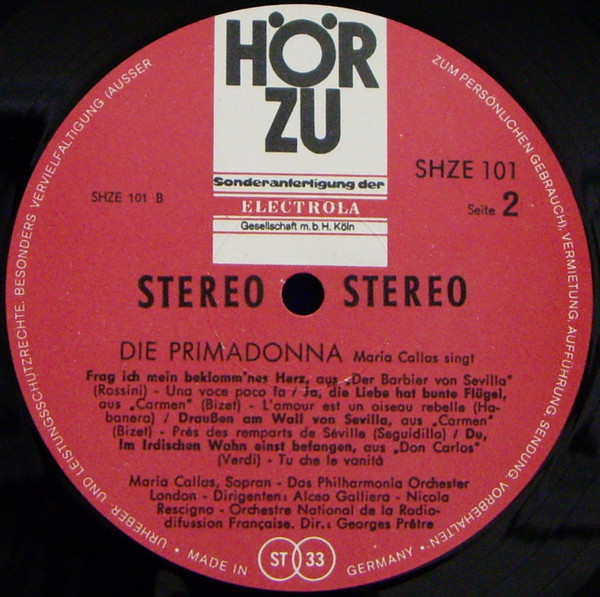 HÖR
ZU
Sonderanfertigung der
ELECTROLA
Gesellschaft m.b.H. Köln
SHZE 101
SHZE 101 B
Seite 2
STEREO STEREO
DIE PRIMADONNA Maria Callas singt
Frag ich mein beklomm'nes Herz, aus „Der Barbier von Sevilla"
(Rossini) - Una voce poco fa / Ja, die Liebe hat bunte Flügel,
aus „Carmen" (Bizet) - L'amour est un oiseau rebelle (Ha-
banera) / Draußen am Wall von Sevilla, aus „Carmen"
(Bizet) - Prés des remparts de Séville (Seguidilla) / Du,
im Irdischen Wahn einst befangen, aus „Don Carlos"
(Verdi) - Tu che le vanità
Maria Callas, Sopran - Das Philharmonia Orchester
London - Dirigenten: Alceo Galliera - Nicola
Rescigno - Orchestre National de la Radio-
difussion Française. Dir.: Georges Prêtre
URHEBER UND LEISTUNGSSCHUTZRECHTE. BESONDERS VERVIELFÄLTIGUNG (AUSSER
ZUM PERSÖNLICHEN GEBRAUCH), VERMIETUNG, AUFFÜHRUNG, SENDUNG VORBEHALTEN
• MADE IN ST 33 GERMANY •